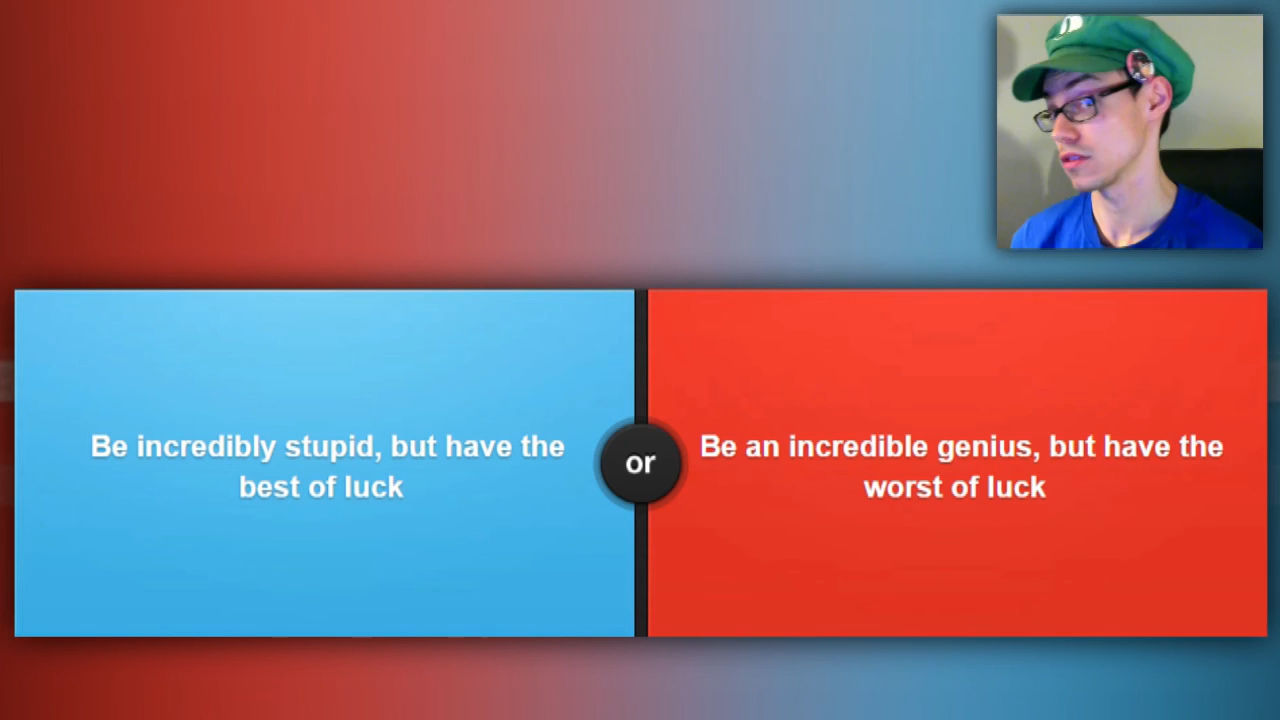 Be incredibly stupid, but have the
best of luck
or
Be an incredible genius, but have the
worst of luck